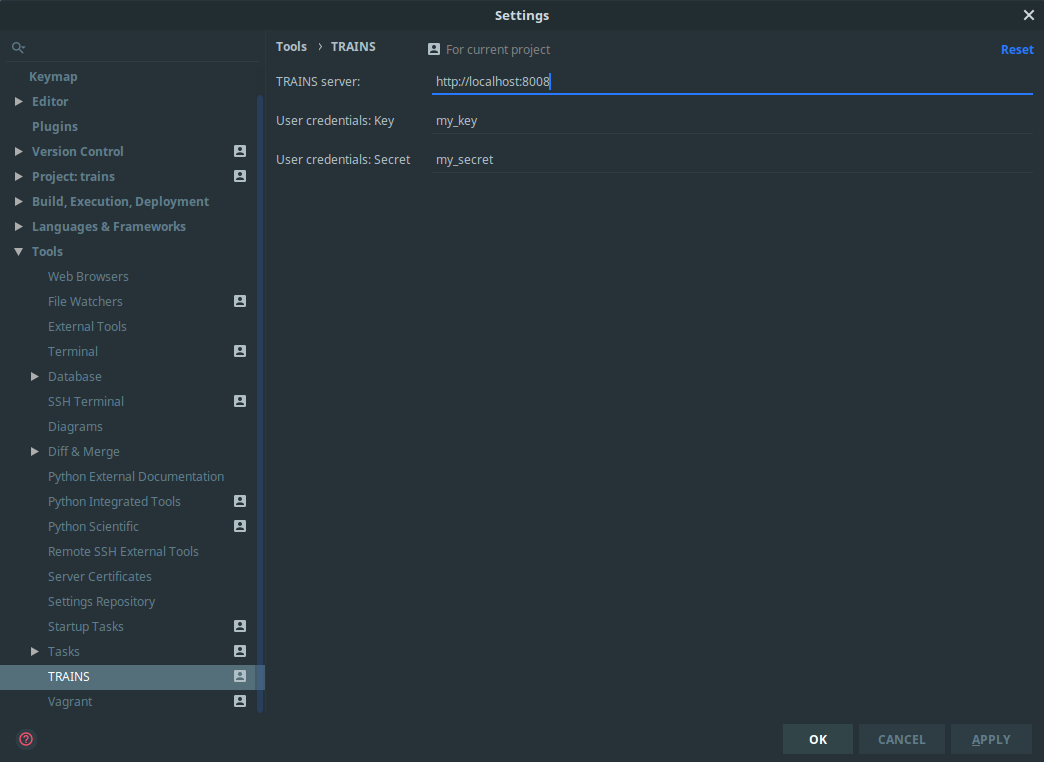 Settings
Tools › TRAINS
For current project
Reset
Keymap
Editor
Plugins
Version Control
Project: trains
Build, Execution, Deployment
Languages & Frameworks
Tools
Web Browsers
File Watchers
External Tools
Terminal
Database
SSH Terminal
Diagrams
Diff & Merge
Python External Documentation
Python Integrated Tools
Python Scientific
Remote SSH External Tools
Server Certificates
Settings Repository
Startup Tasks
Tasks
TRAINS
Vagrant
TRAINS server: http://localhost:8008
User credentials: Key my_key
User credentials: Secret my_secret
?
OK CANCEL APPLY